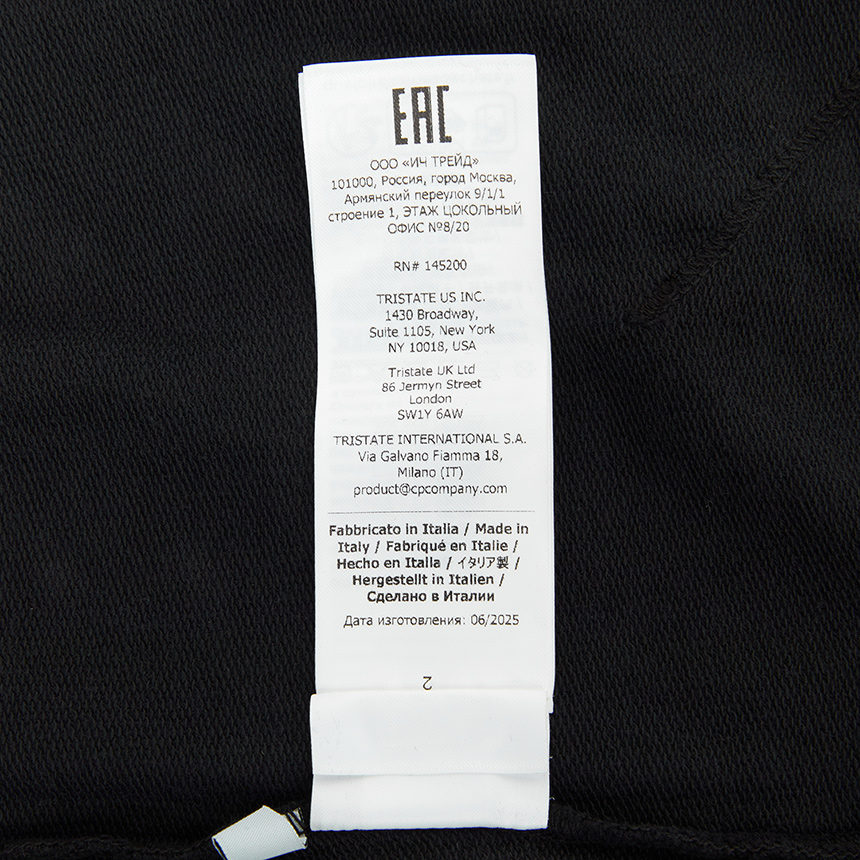 EAC
ООО «ИЧ ТРЕЙД»
101000, Россия, город Москва,
Армянский переулок 9/1/1
строение 1, ЭТАЖ ЦОКОЛЬНЫЙ
ОФИС №8/20
RN# 145200
TRISTATE US INC.
1430 Broadway,
Suite 1105, New York
NY 10018, USA
Tristate UK Ltd
86 Jermyn Street
London
SW1Y 6AW
TRISTATE INTERNATIONAL S.A.
Via Galvano Fiamma 18,
Milano (IT)
product@cpcompany.com
Fabbricato in Italia / Made in
Italy / Fabriqué en Italie /
Hecho en Italia / イタリア製 /
Hergestellt in Italien /
Сделано в Италии
Дата изготовления: 06/2025
2